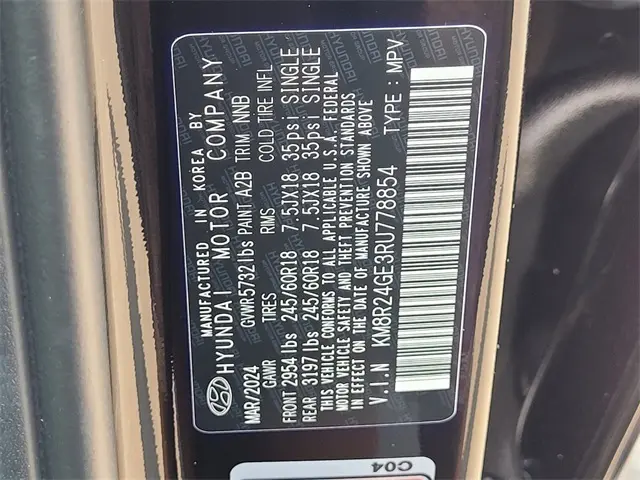 MANUFACTURED IN KOREA BY
HYUNDAI MOTOR COMPANY
MAR/2024 GVWR 5732 lbs PAINT A2B TRIM NNB
GAWR TIRES RIMS COLD TIRE INFL
FRONT 2954 lbs 245/60R18 7.5JX18 35psi SINGLE
REAR 3197 lbs 245/60R18 7.5JX18 35psi SINGLE
THIS VEHICLE CONFORMS TO ALL APPLICABLE U.S.A. FEDERAL
MOTOR VEHICLE SAFETY AND THEFT PREVENTION STANDARDS
IN EFFECT ON THE DATE OF MANUFACTURE SHOWN ABOVE
V.I.N KM8R24GE3RU778854 TYPE : MPV
C04